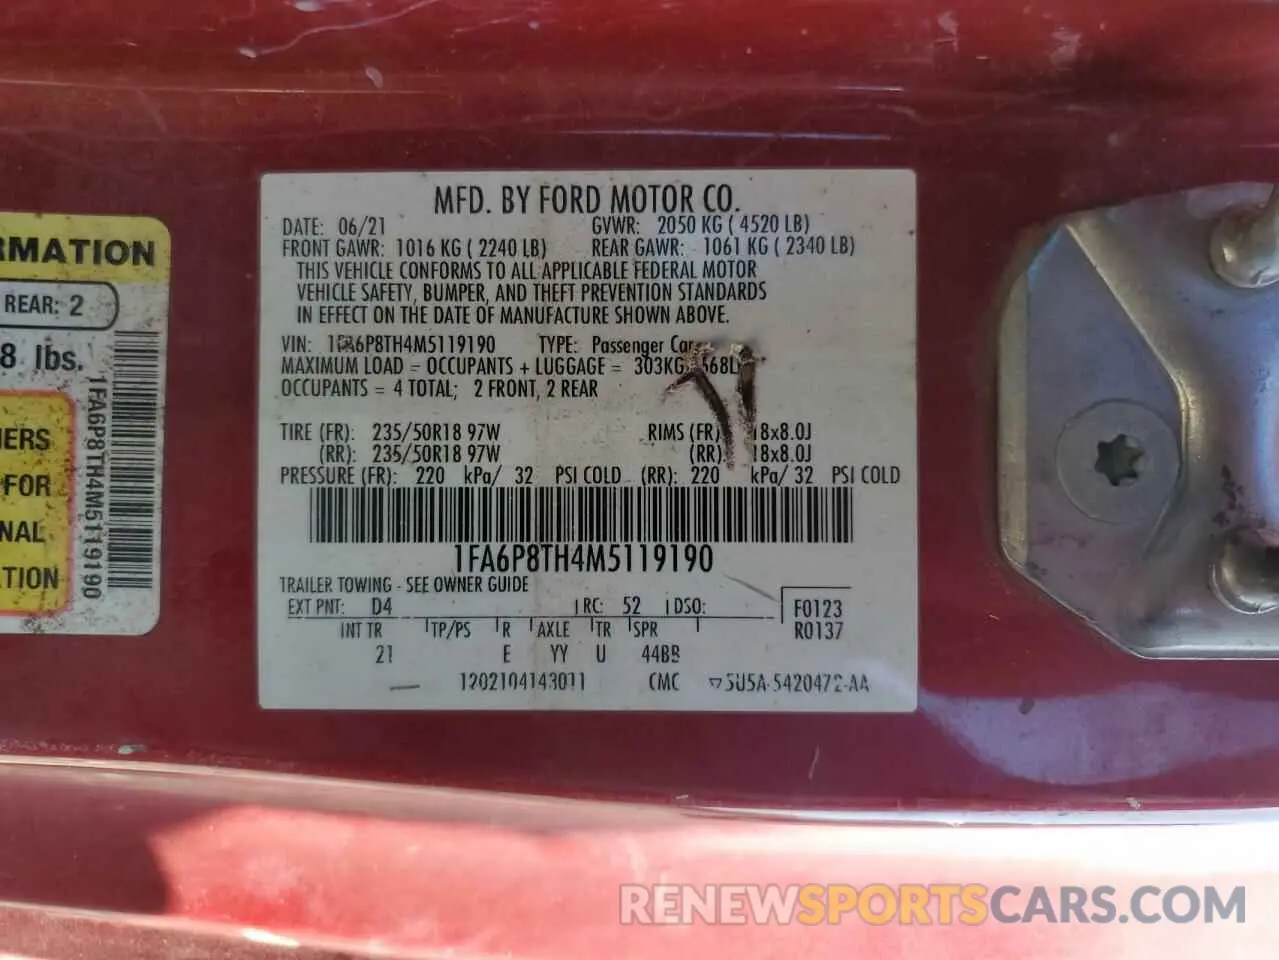 RMATION
REAR: 2
8 lbs.
1FA6P8TH4M5119190
NERS
FOR
NAL
ATION
MFD. BY FORD MOTOR CO.
DATE: 06/21 GVWR: 2050 KG ( 4520 LB)
FRONT GAWR: 1016 KG ( 2240 LB) REAR GAWR: 1061 KG ( 2340 LB)
THIS VEHICLE CONFORMS TO ALL APPLICABLE FEDERAL MOTOR
VEHICLE SAFETY, BUMPER, AND THEFT PREVENTION STANDARDS
IN EFFECT ON THE DATE OF MANUFACTURE SHOWN ABOVE.
VIN: 1FA6P8TH4M5119190 TYPE: Passenger Car
MAXIMUM LOAD = OCCUPANTS + LUGGAGE = 303KG 668L
OCCUPANTS = 4 TOTAL; 2 FRONT, 2 REAR
TIRE (FR): 235/50R18 97W RIMS (FR) 18x8.0J
(RR): 235/50R18 97W (RR): 18x8.0J
PRESSURE (FR): 220 kPa/ 32 PSI COLD (RR): 220 kPa/ 32 PSI COLD
1FA6P8TH4M5119190
TRAILER TOWING - SEE OWNER GUIDE
EXT PNT: D4 RC: 52 DSO: F0123
INT TR TP/PS R AXLE TR SPR R0137
21 E YY U 44BB
1202104143011 CMC 5U5A-5420472-AA
RENEWSPORTSCARS.COM